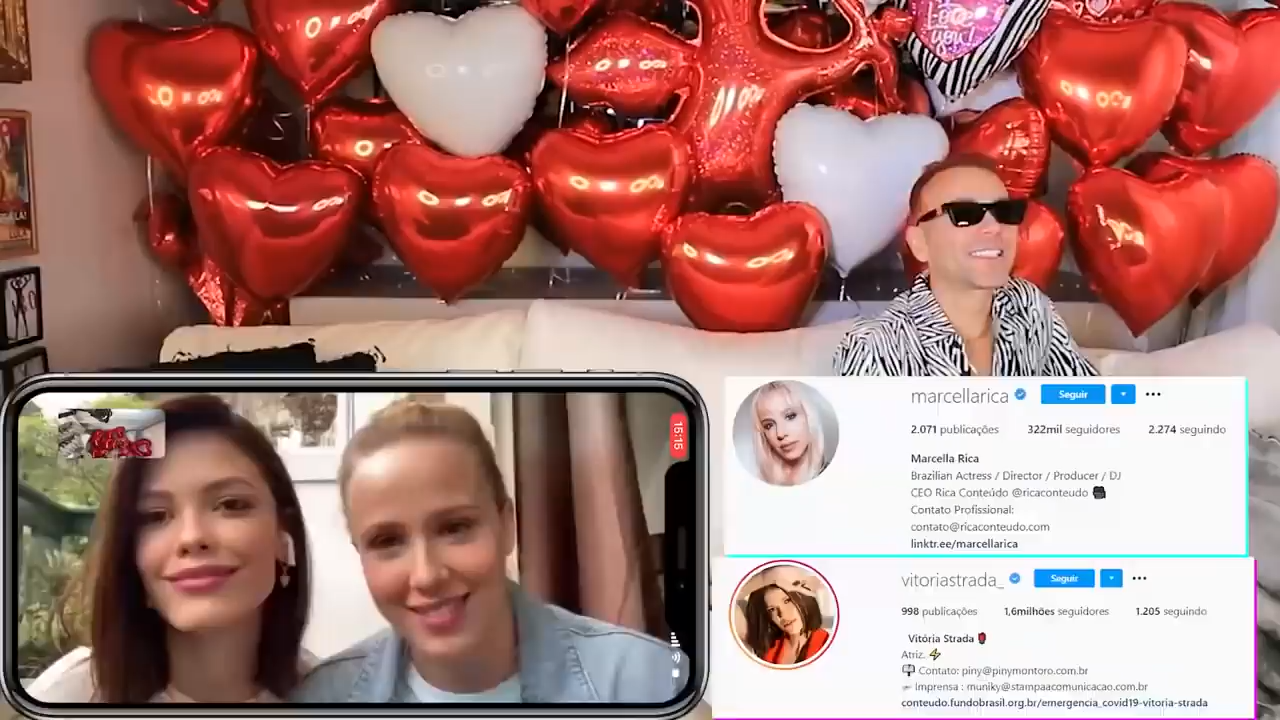 Love
you!
15:15
marcellarica
Seguir
...
2.071 publicações 322mil seguidores 2.274 seguindo
Marcella Rica
Brazilian Actress / Director / Producer / DJ
CEO Rica Conteúdo @ricaconteudo
Contato Profissional:
contato@ricaconteudo.com
linktr.ee/marcellarica
vitoriastrada_
Seguir
...
998 publicações 1,6milhões seguidores 1.205 seguindo
Vitória Strada
Atriz.
Contato: piny@pinymontoro.com.br
Imprensa : muniky@stampaacomunicacao.com.br
conteudo.fundobrasil.org.br/emergencia_covid19-vitoria-strada